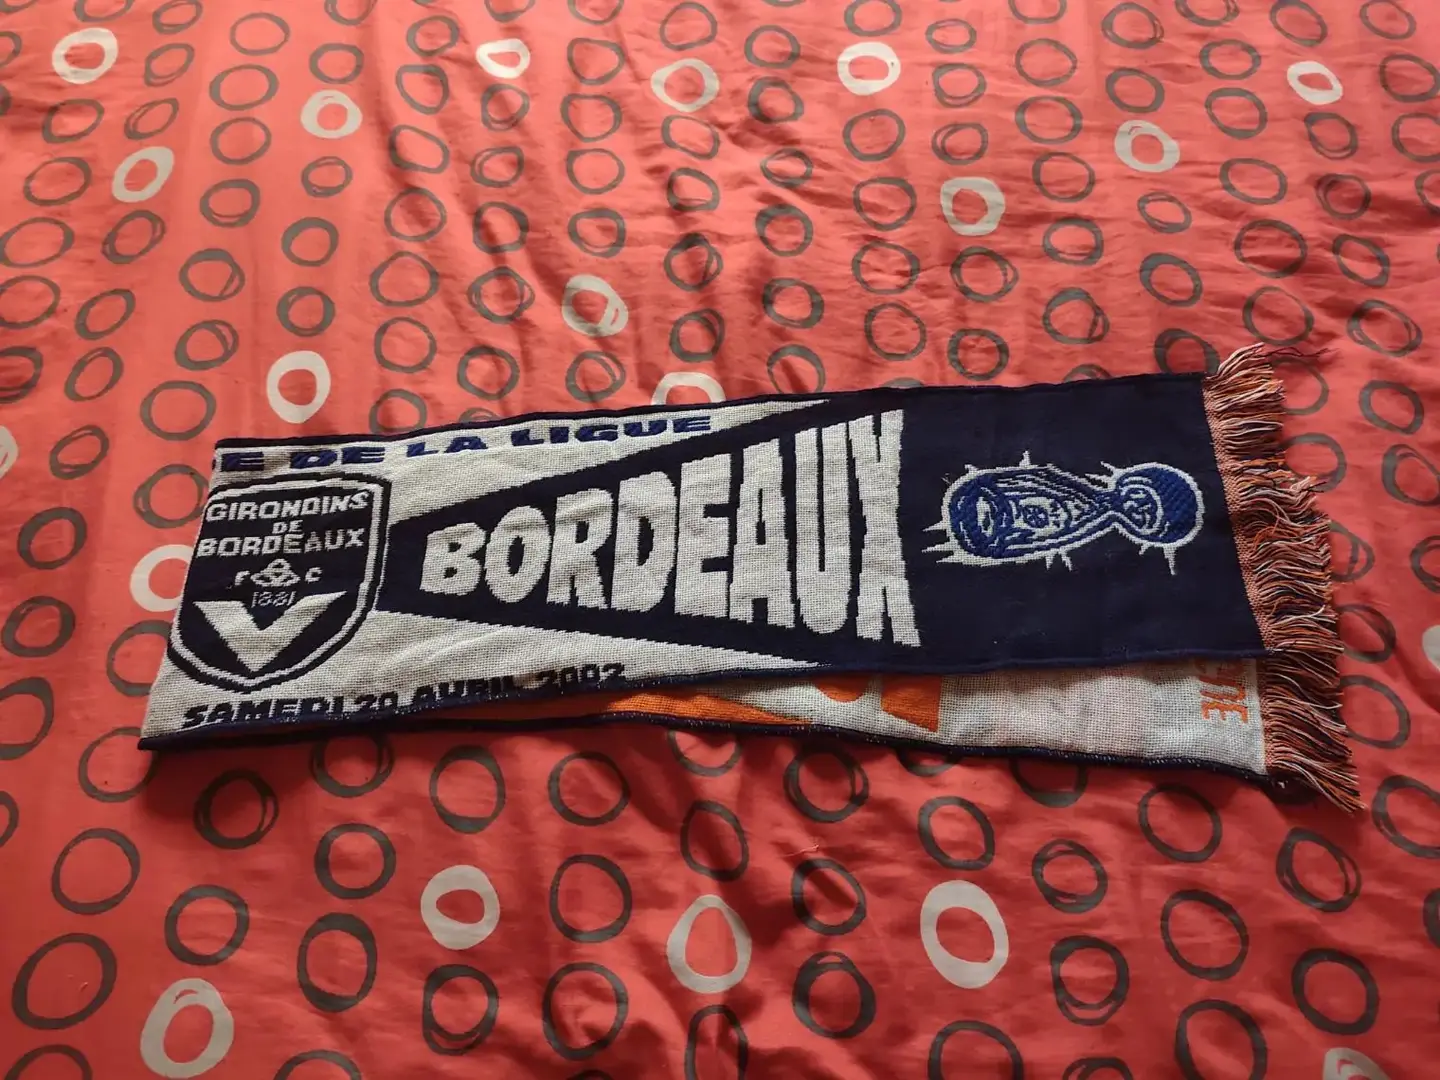 E DE LA LIGUE
GIRONDINS
DE
BORDEAUX
F C
1881
BORDEAUX
SAMEDI 20 AVRIL 2002